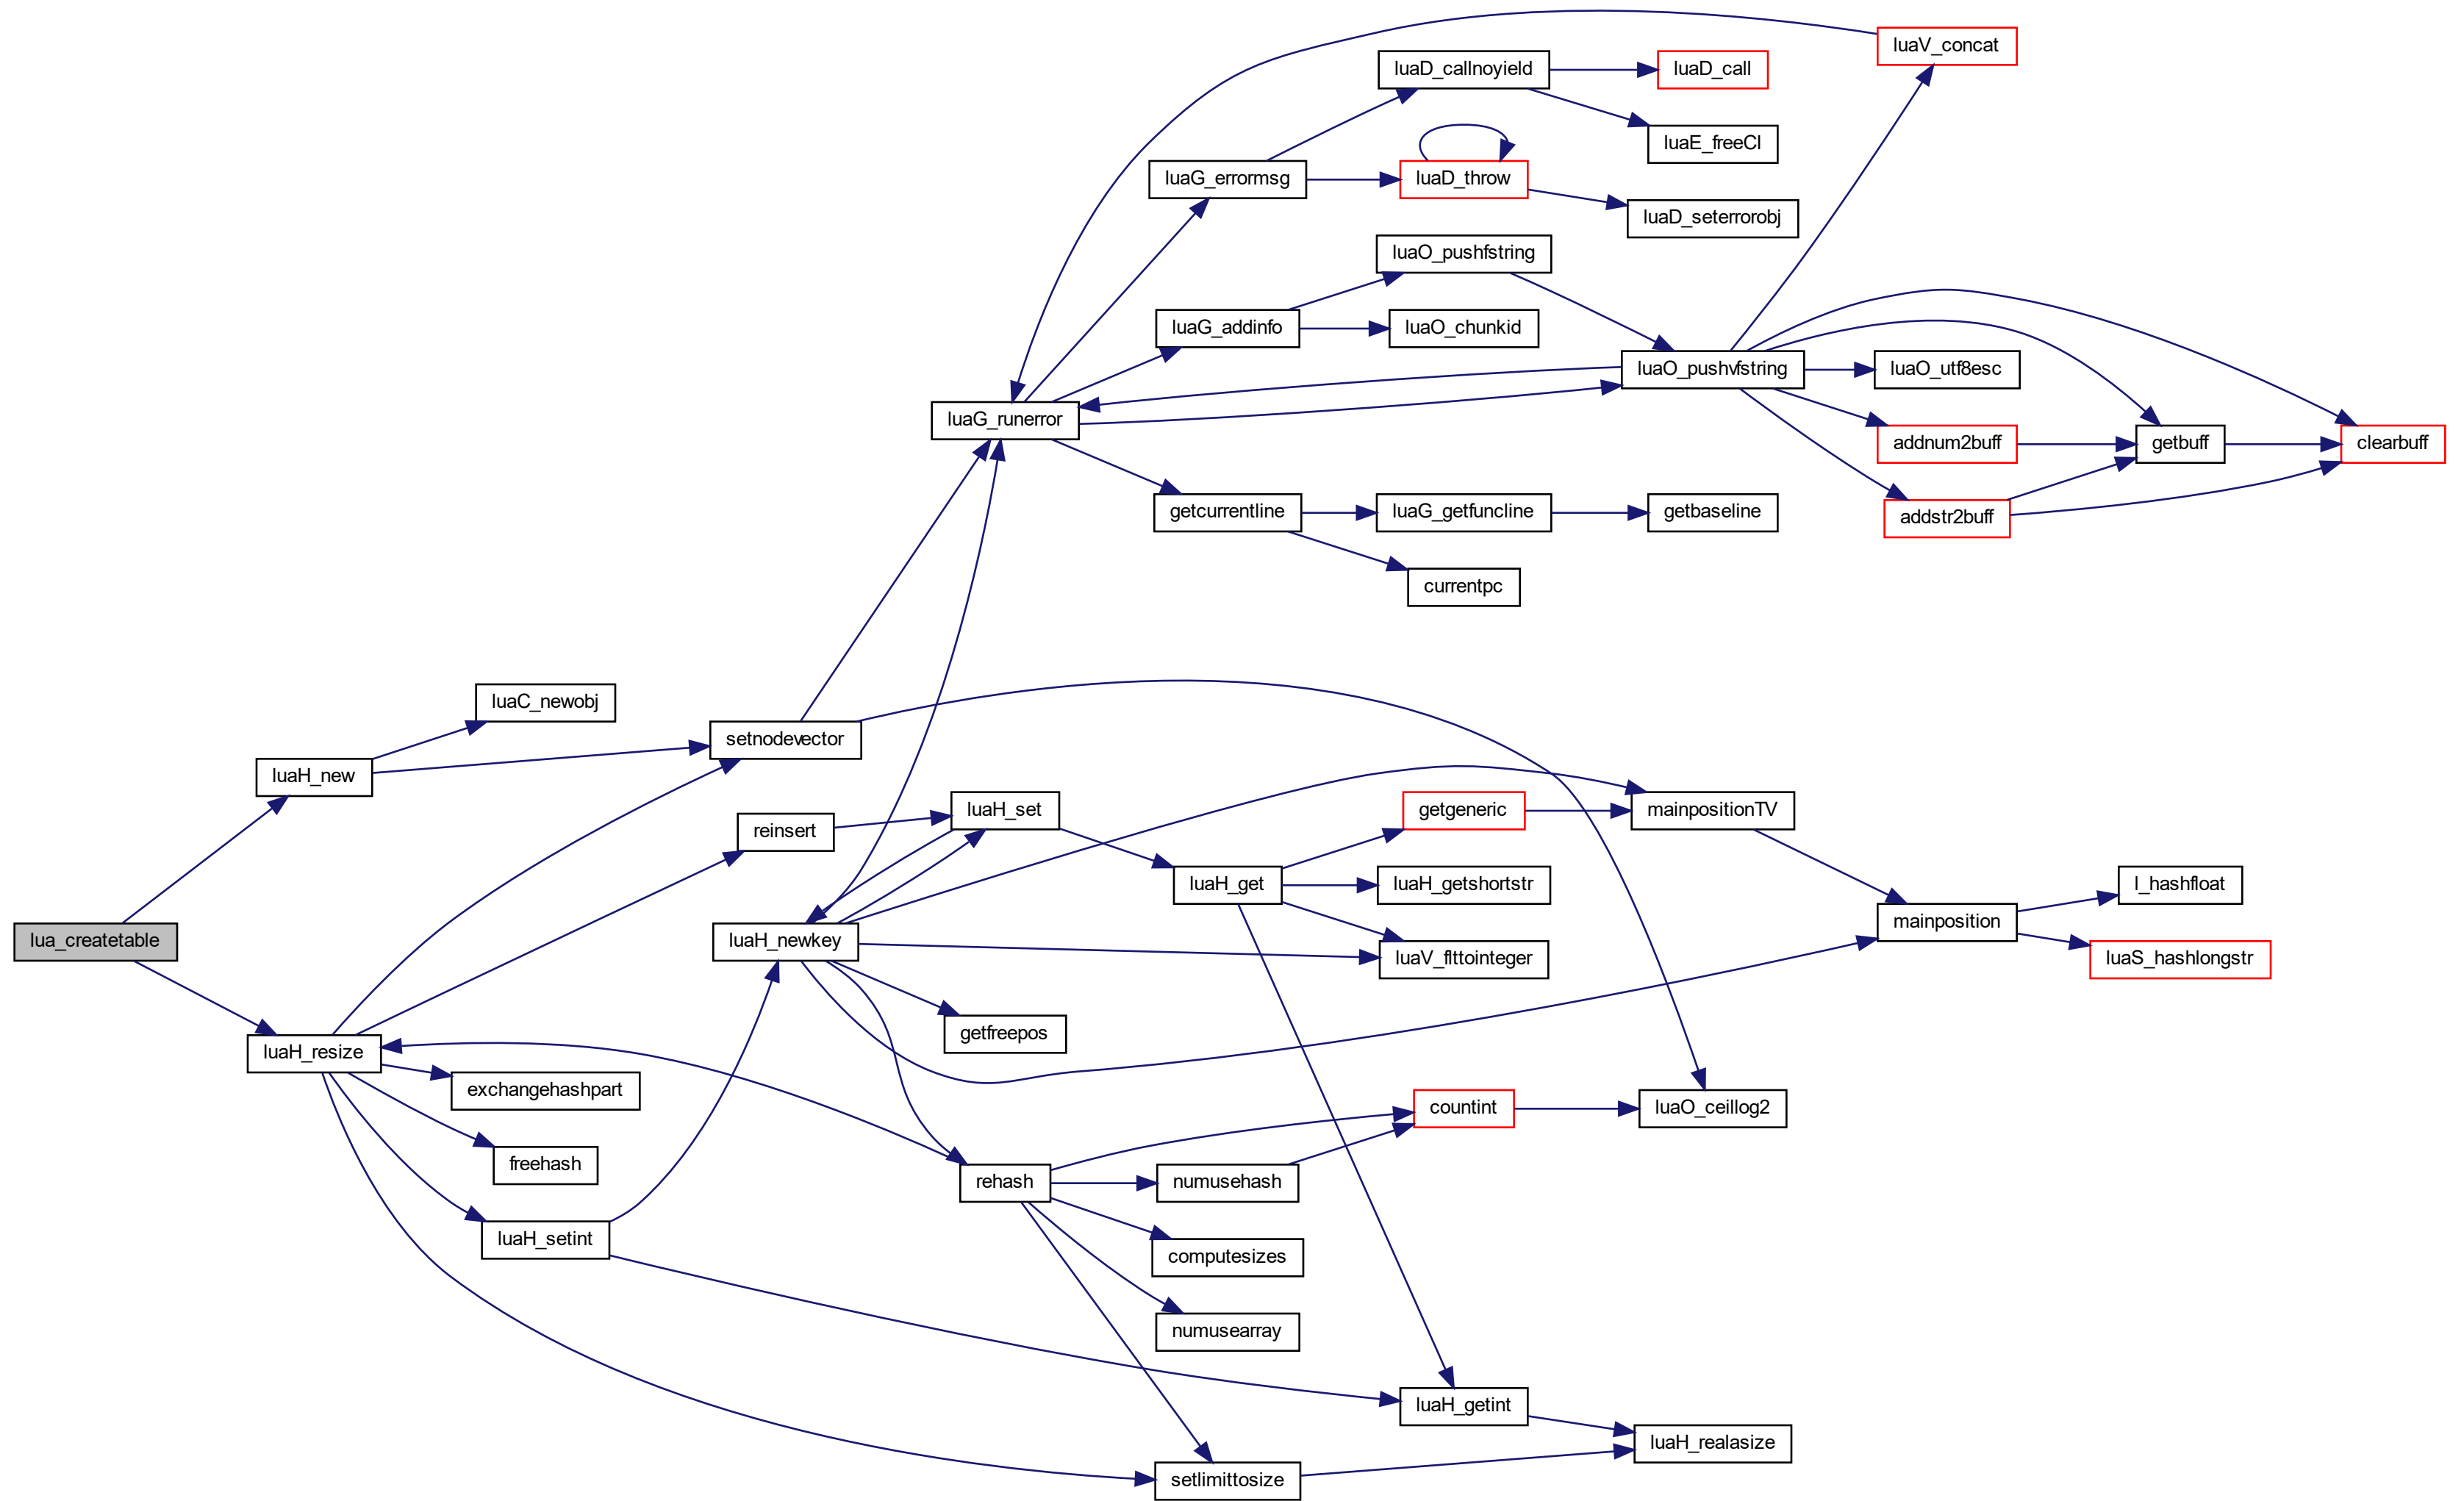 luaV_concat
luaD_callnoyield
luaD_call
luaE_freeCI
luaG_errormsg
luaD_throw
luaD_seterrorobj
luaO_pushfstring
luaG_addinfo
luaO_chunkid
luaO_pushvfstring
luaO_utf8esc
luaG_runerror
addnum2buff
getbuff
clearbuff
getcurrentline
luaG_getfuncline
getbaseline
addstr2buff
currentpc
luaC_newobj
setnodevector
luaH_new
luaH_set
getgeneric
mainpositionTV
reinsert
luaH_get
luaH_getshortstr
l_hashfloat
mainposition
lua_createtable
luaH_newkey
luaV_flttointeger
luaS_hashlongstr
getfreepos
luaH_resize
exchangehashpart
countint
luaO_ceillog2
freehash
rehash
numusehash
luaH_setint
computesizes
numusearray
luaH_getint
luaH_realasize
setlimittosize